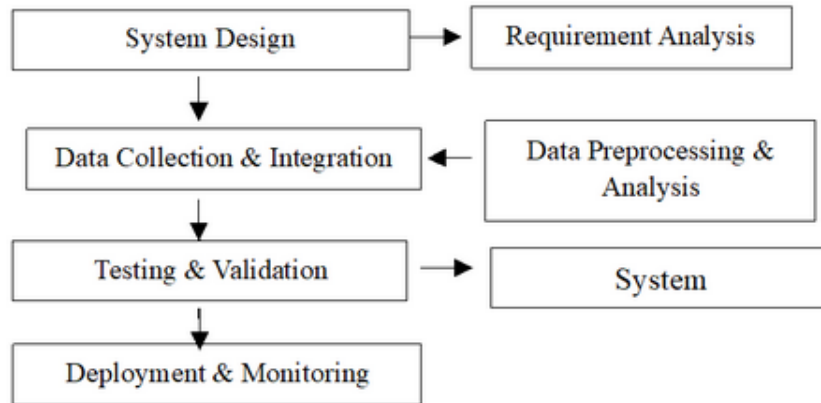 System Design
Requirement Analysis
Data Collection & Integration
Data Preprocessing &
Analysis
Testing & Validation
System
Deployment & Monitoring